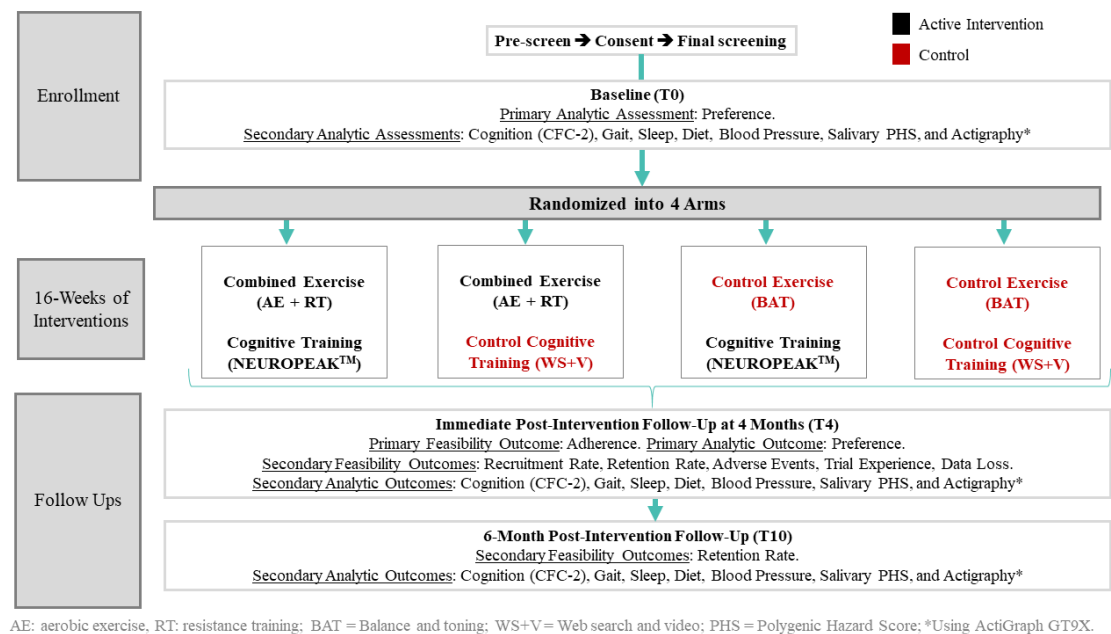 Active Intervention
Control
Pre-screen ➔ Consent ➔ Final screening
Enrollment
Baseline (T0)
Primary Analytic Assessment: Preference.
Secondary Analytic Assessments: Cognition (CFC-2), Gait, Sleep, Diet, Blood Pressure, Salivary PHS, and Actigraphy*
Randomized into 4 Arms
16-Weeks of
Interventions
Combined Exercise
(AE + RT)
Cognitive Training
(NEUROPEAK™)
Combined Exercise
(AE + RT)
Control Cognitive
Training (WS+V)
Control Exercise
(BAT)
Cognitive Training
(NEUROPEAK™)
Control Exercise
(BAT)
Control Cognitive
Training (WS+V)
Follow Ups
Immediate Post-Intervention Follow-Up at 4 Months (T4)
Primary Feasibility Outcome: Adherence. Primary Analytic Outcome: Preference.
Secondary Feasibility Outcomes: Recruitment Rate, Retention Rate, Adverse Events, Trial Experience, Data Loss.
Secondary Analytic Outcomes: Cognition (CFC-2), Gait, Sleep, Diet, Blood Pressure, Salivary PHS, and Actigraphy*
6-Month Post-Intervention Follow-Up (T10)
Secondary Feasibility Outcomes: Retention Rate.
Secondary Analytic Outcomes: Cognition (CFC-2), Gait, Sleep, Diet, Blood Pressure, Salivary PHS, and Actigraphy*
AE: aerobic exercise, RT: resistance training; BAT = Balance and toning; WS+V = Web search and video; PHS = Polygenic Hazard Score; *Using ActiGraph GT9X.